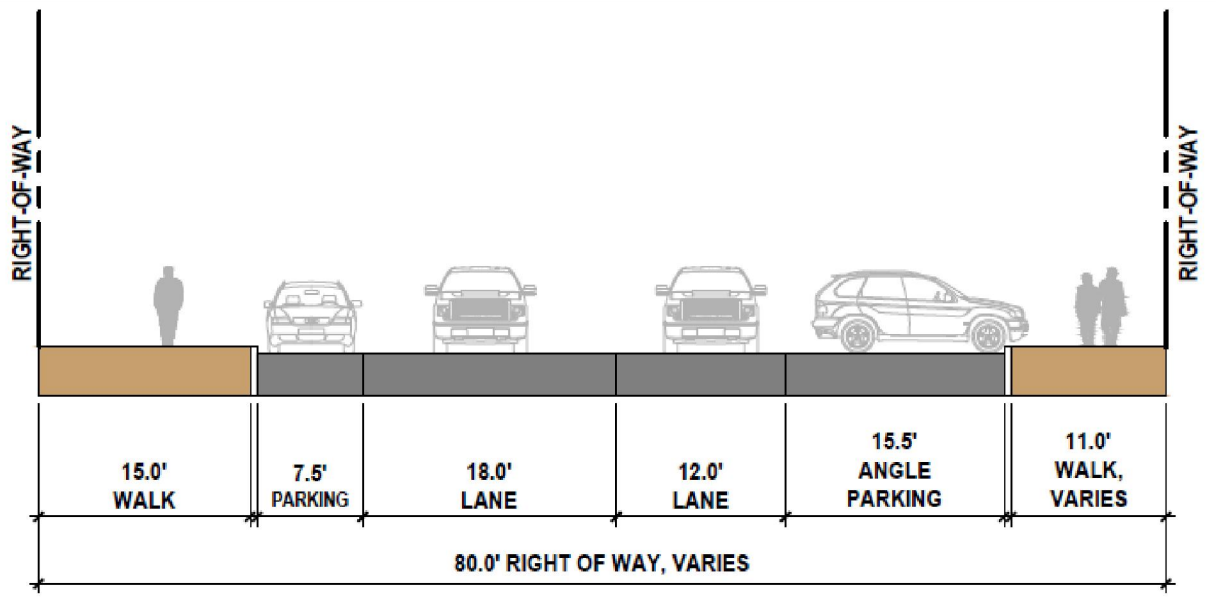 RIGHT-OF-WAY
RIGHT-OF-WAY
15.0'
WALK
7.5'
PARKING
18.0'
LANE
12.0'
LANE
15.5'
ANGLE
PARKING
11.0'
WALK,
VARIES
80.0' RIGHT OF WAY, VARIES